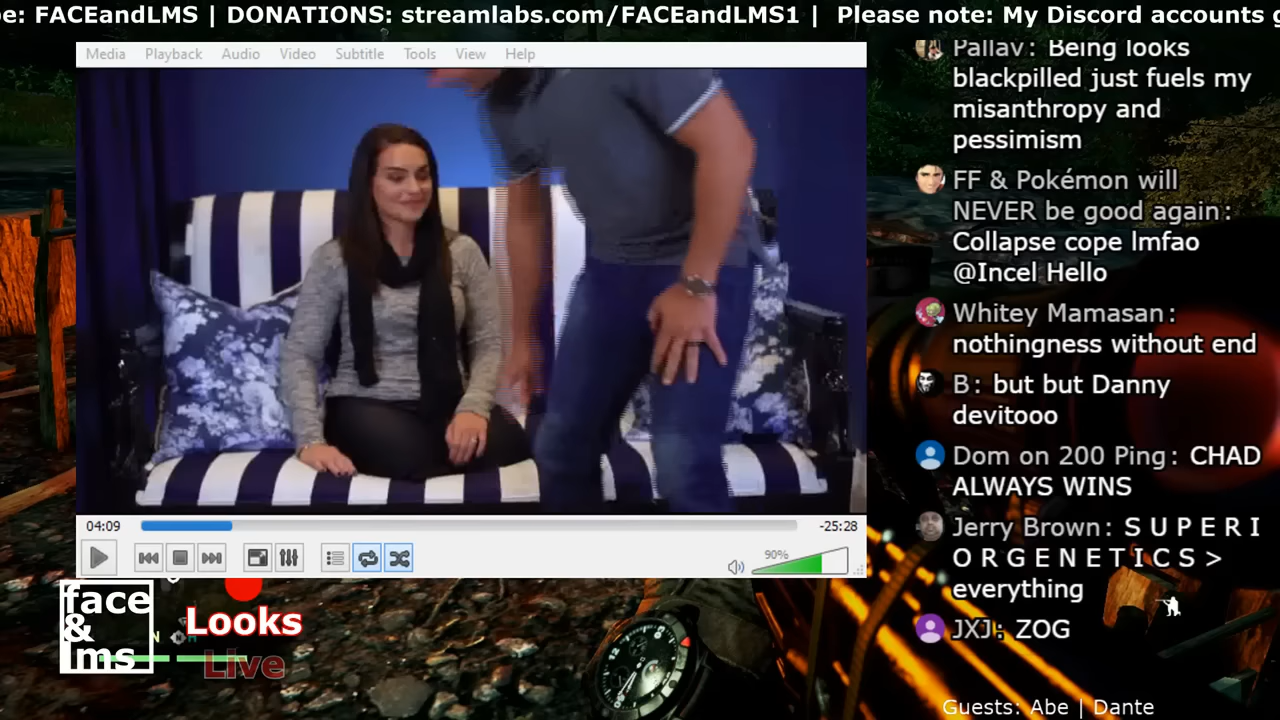 e: FACEandLMS | DONATIONS: streamlabs.com/FACEandLMS1 | Please note: My Discord accounts g
Media Playback Audio Video Subtitle Tools View Help
04:09
-25:28
90%
face
&
lms
Looks
Live
Pallav: Being looks
blackpilled just fuels my
misanthropy and
pessimism
FF & Pokémon will
NEVER be good again:
Collapse cope lmfao
@Incel Hello
Whitey Mamasan:
nothingness without end
B: but but Danny
devitooo
Dom on 200 Ping: CHAD
ALWAYS WINS
Jerry Brown: S U P E R I
O R G E N E T I C S >
everything
JXJ: ZOG
Guests: Abe | Dante